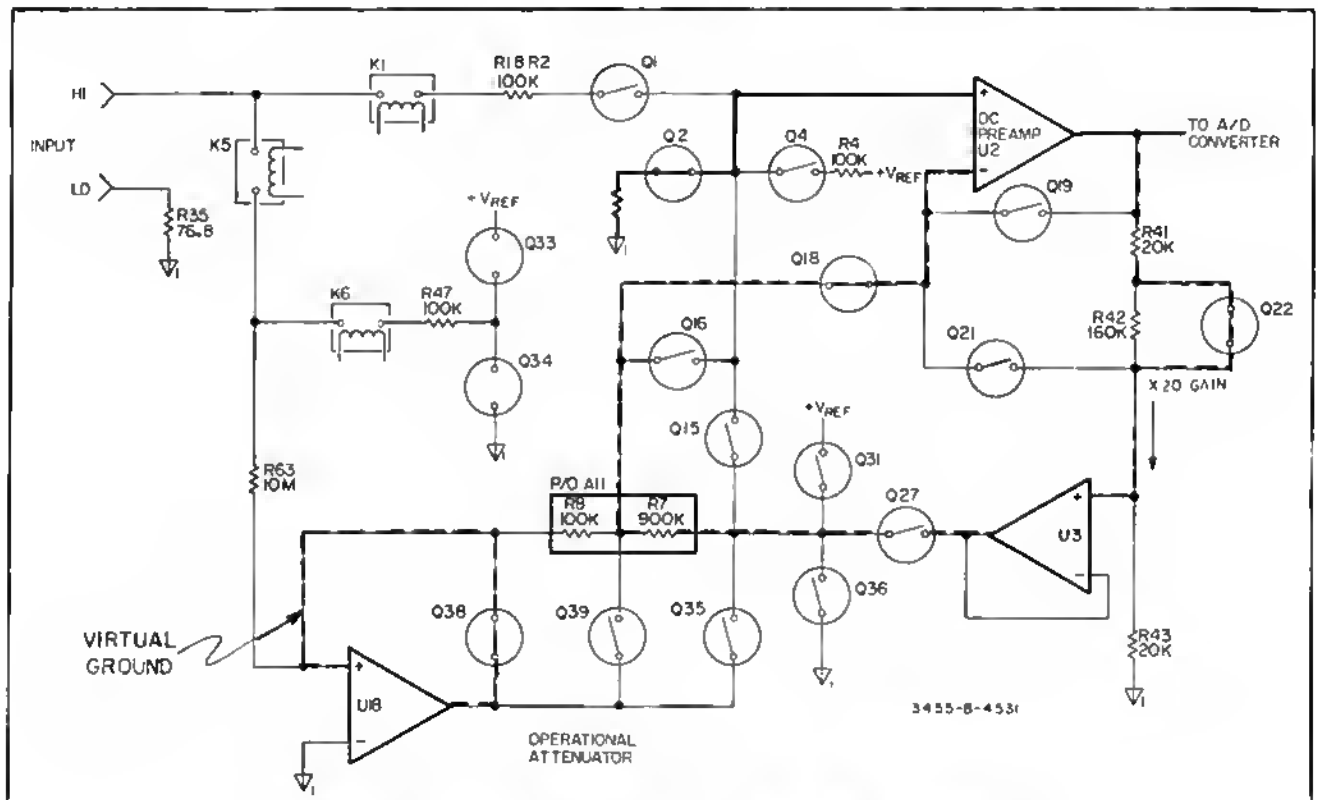 HI
INPUT
LO
R35
76.8
K1
K5
R18 R2
100K
Q1
Q2
Q4
R4
100K
+VREF
+
DC
PREAMP
U2
-
TO A/D
CONVERTER
Q19
R41
20K
+VREF
Q33
Q18
K6
R47
100K
Q34
Q16
Q21
R42
160K
Q22
X20 GAIN
Q15
+VREF
Q31
R63
10M
P/O A11
R8
100K
R7
900K
Q27
+
U3
-
Q38
Q39
Q35
Q36
R43
20K
VIRTUAL
GROUND
+
U18
-
OPERATIONAL
ATTENUATOR
3455-B-4531